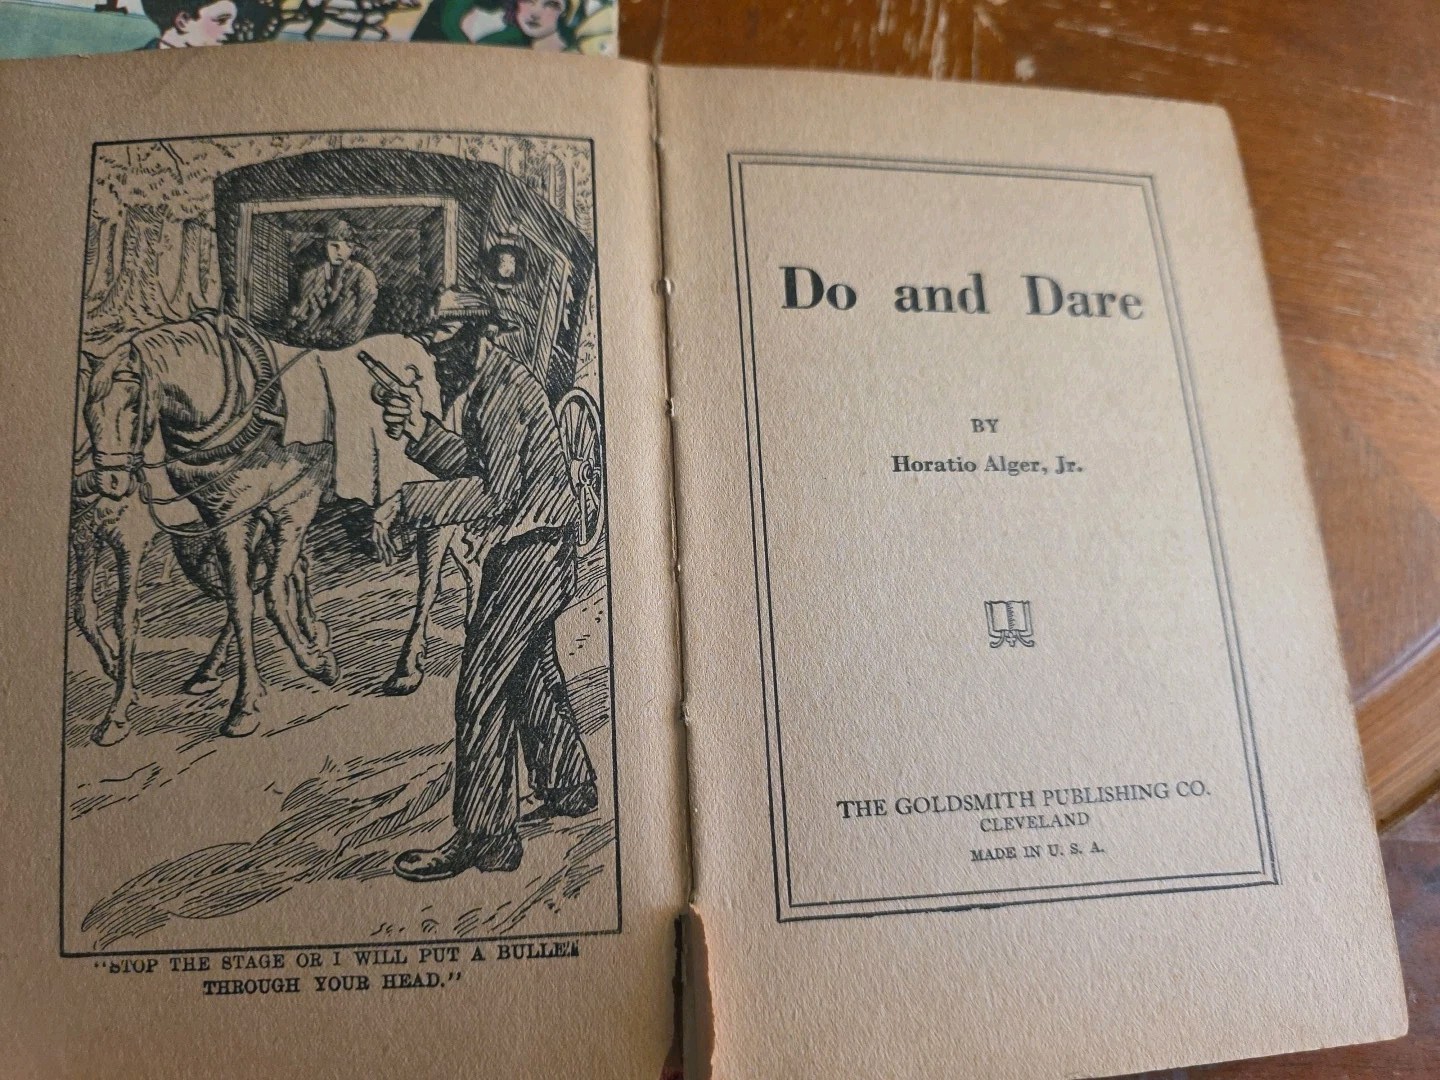 "STOP THE STAGE OR I WILL PUT A BULLET
THROUGH YOUR HEAD."
Do and Dare
BY
Horatio Alger, Jr.
THE GOLDSMITH PUBLISHING CO.
CLEVELAND
MADE IN U. S. A.